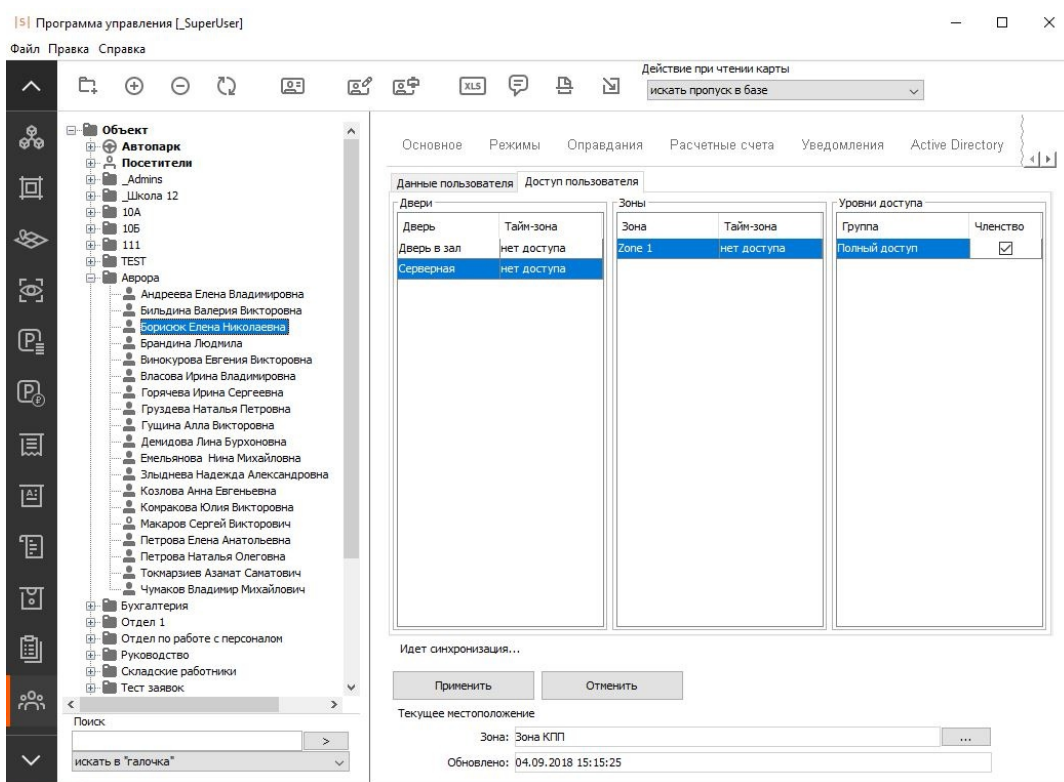 |S| Программа управления [_SuperUser]
Файл Правка Справка
Действие при чтении карты
XLS искать пропуск в базе
Объект
Автопарк
Посетители
_Admins
_Школа 12
10А
10Б
111
TEST
Аврора
Андреева Елена Владимировна
Бильдина Валерия Викторовна
Борисюк Елена Николаевна
Брандина Людмила
Винокурова Евгения Викторовна
Власова Ирина Владимировна
Горячева Ирина Сергеевна
Груздева Наталья Петровна
Гущина Алла Викторовна
Демидова Лина Бурхоновна
Емельянова Нина Михайловна
Злыднева Надежда Александровна
Козлова Анна Евгеньевна
Комракова Юлия Викторовна
Макаров Сергей Викторович
Петрова Елена Анатольевна
Петрова Наталья Олеговна
Токмарзиев Азамат Саматович
Чумаков Владимир Михайлович
Бухгалтерия
Отдел 1
Отдел по работе с персоналом
Руководство
Складские работники
Тест заявок
Поиск
>
искать в "галочка"
Основное Режимы Оправдания Расчетные счета Уведомления Active Directory
Данные пользователя Доступ пользователя
Двери Зоны Уровни доступа
Дверь Тайм-зона Зона Тайм-зона Группа Членство
Дверь в зал нет доступа Zone 1 нет доступа Полный доступ
Серверная нет доступа
Идет синхронизация...
Применить Отменить
Текущее местоположение
Зона: Зона КПП ...
Обновлено: 04.09.2018 15:15:25